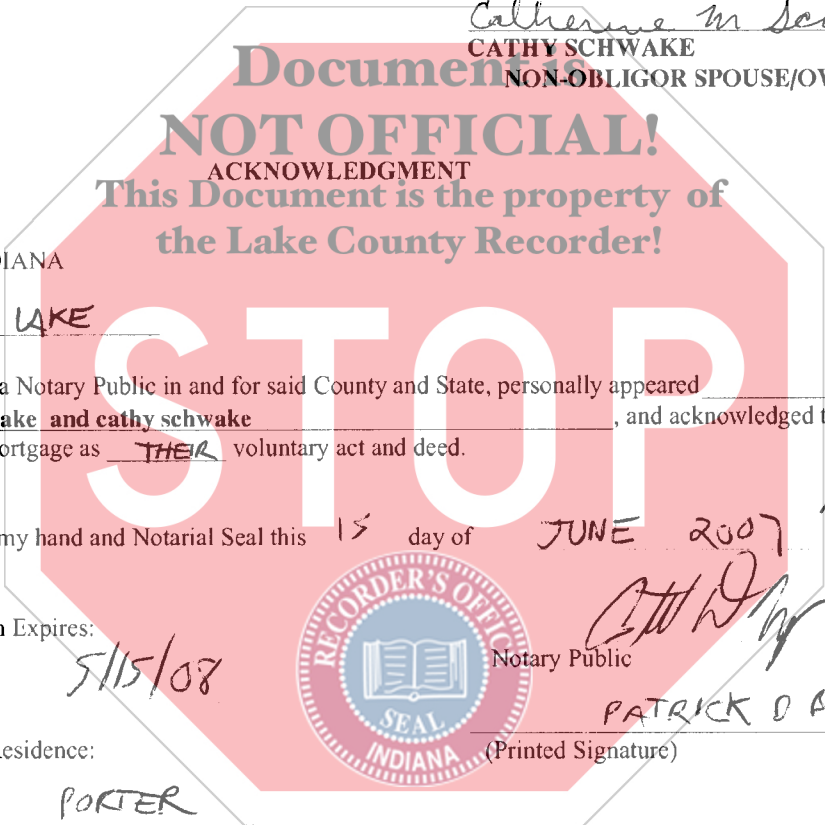 Catherine M
CATHY SCHWAKE
Document is
NON-OBLIGOR SPOUSE/OW
NOT OFFICIAL!
ACKNOWLEDGMENT
This Document is the property of
the Lake County Recorder!
DIANA
LAKE
STOP
a Notary Public in and for said County and State, personally appeared
ake and cathy schwake , and acknowledged t
ortgage as THEIR voluntary act and deed.
my hand and Notarial Seal this 15 day of JUNE 2007
n Expires:
5/15/08
RECORDER'S OFFIC
SEAL
INDIANA
Notary Public
PATRICK D
esidence:
(Printed Signature)
PORTER